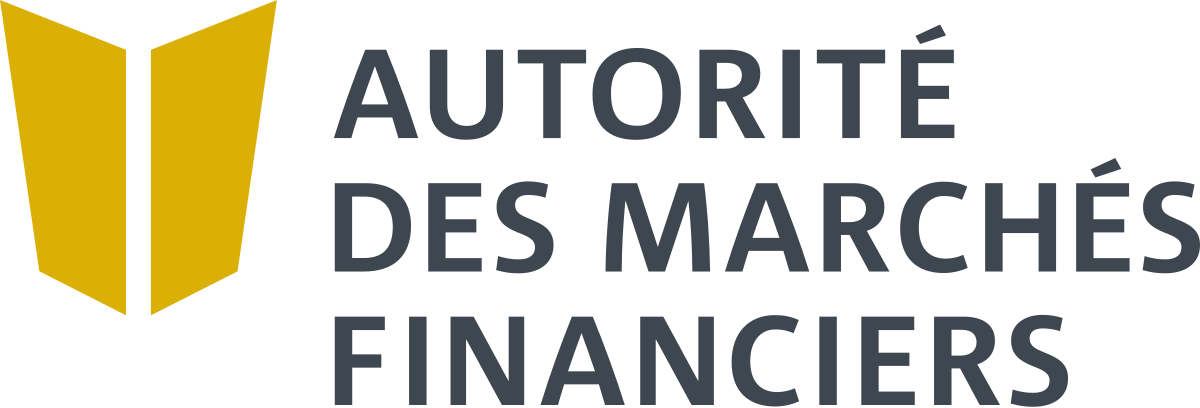 AUTORITÉ
DES MARCHÉS
FINANCIERS